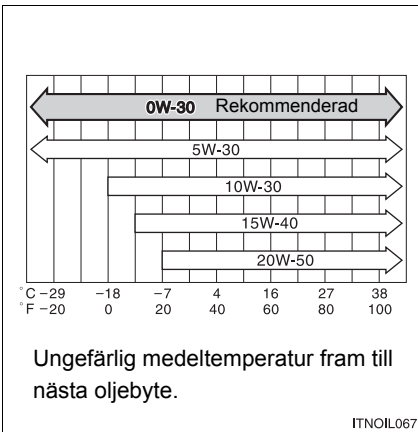 0W-30 Rekommenderad
5W-30
10W-30
15W-40
20W-50
°C −29 −18 −7 4 16 27 38
°F −20 0 20 40 60 80 100
Ungefärlig medeltemperatur fram till
nästa oljebyte.
ITNOIL067